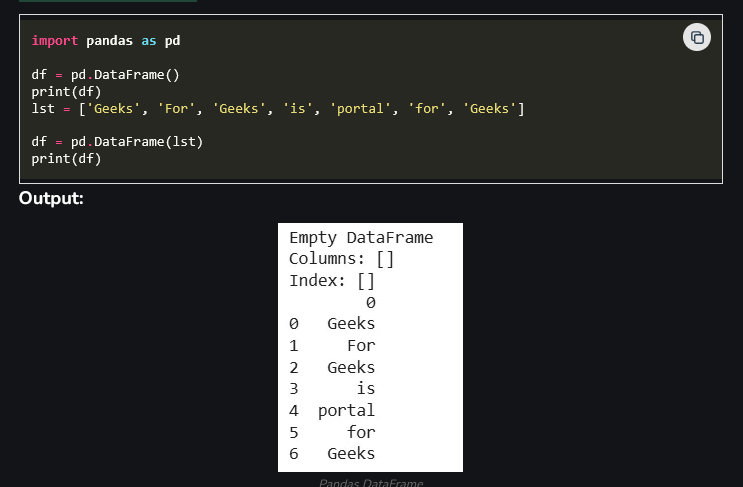 import pandas as pd
df = pd.DataFrame()
print(df)
lst = ['Geeks', 'For', 'Geeks', 'is', 'portal', 'for', 'Geeks']
df = pd.DataFrame(lst)
print(df)
Output:
Empty DataFrame
Columns: []
Index: []
0
0 Geeks
1 For
2 Geeks
3 is
4 portal
5 for
6 Geeks
Pandas DataFrame